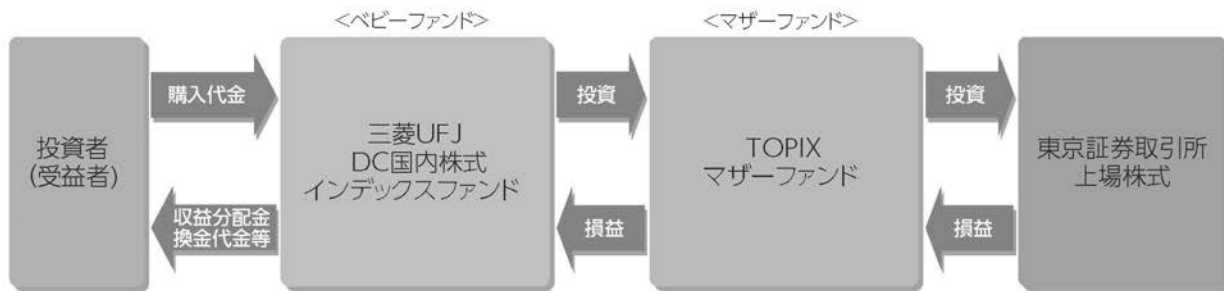 <ベビーファンド>
<マザーファンド>
投資者
(受益者)
購入代金
収益分配金
換金代金等
三菱UFJ
DC国内株式
インデックスファンド
投資
損益
TOPIX
マザーファンド
投資
損益
東京証券取引所
上場株式